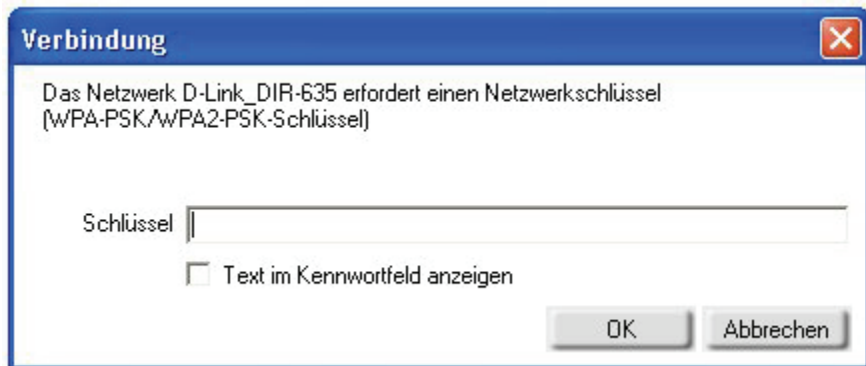 Verbindung
Das Netzwerk D-Link_DIR-635 erfordert einen Netzwerkschlüssel
(WPA-PSK/WPA2-PSK-Schlüssel)
Schlüssel
Text im Kennwortfeld anzeigen
OK Abbrechen